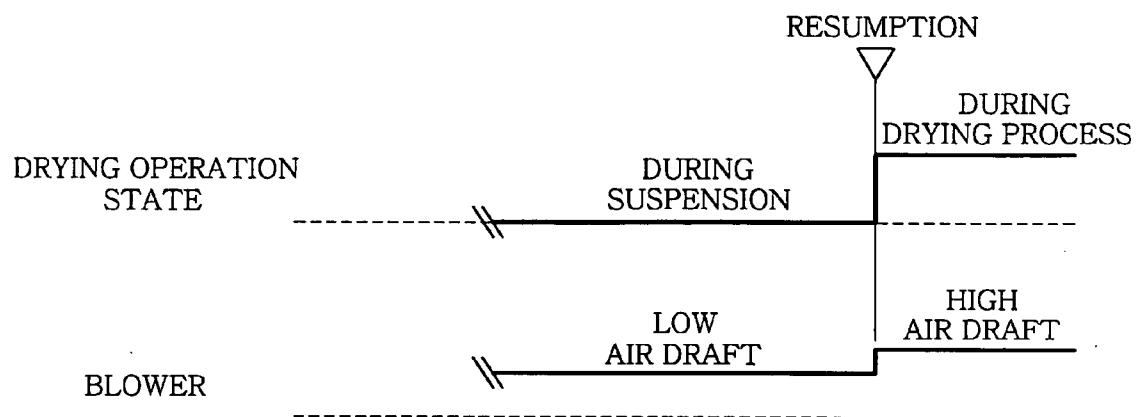 RESUMPTION
DURING
DRYING PROCESS
DRYING OPERATION
STATE
DURING
SUSPENSION
LOW
AIR DRAFT
HIGH
AIR DRAFT
BLOWER